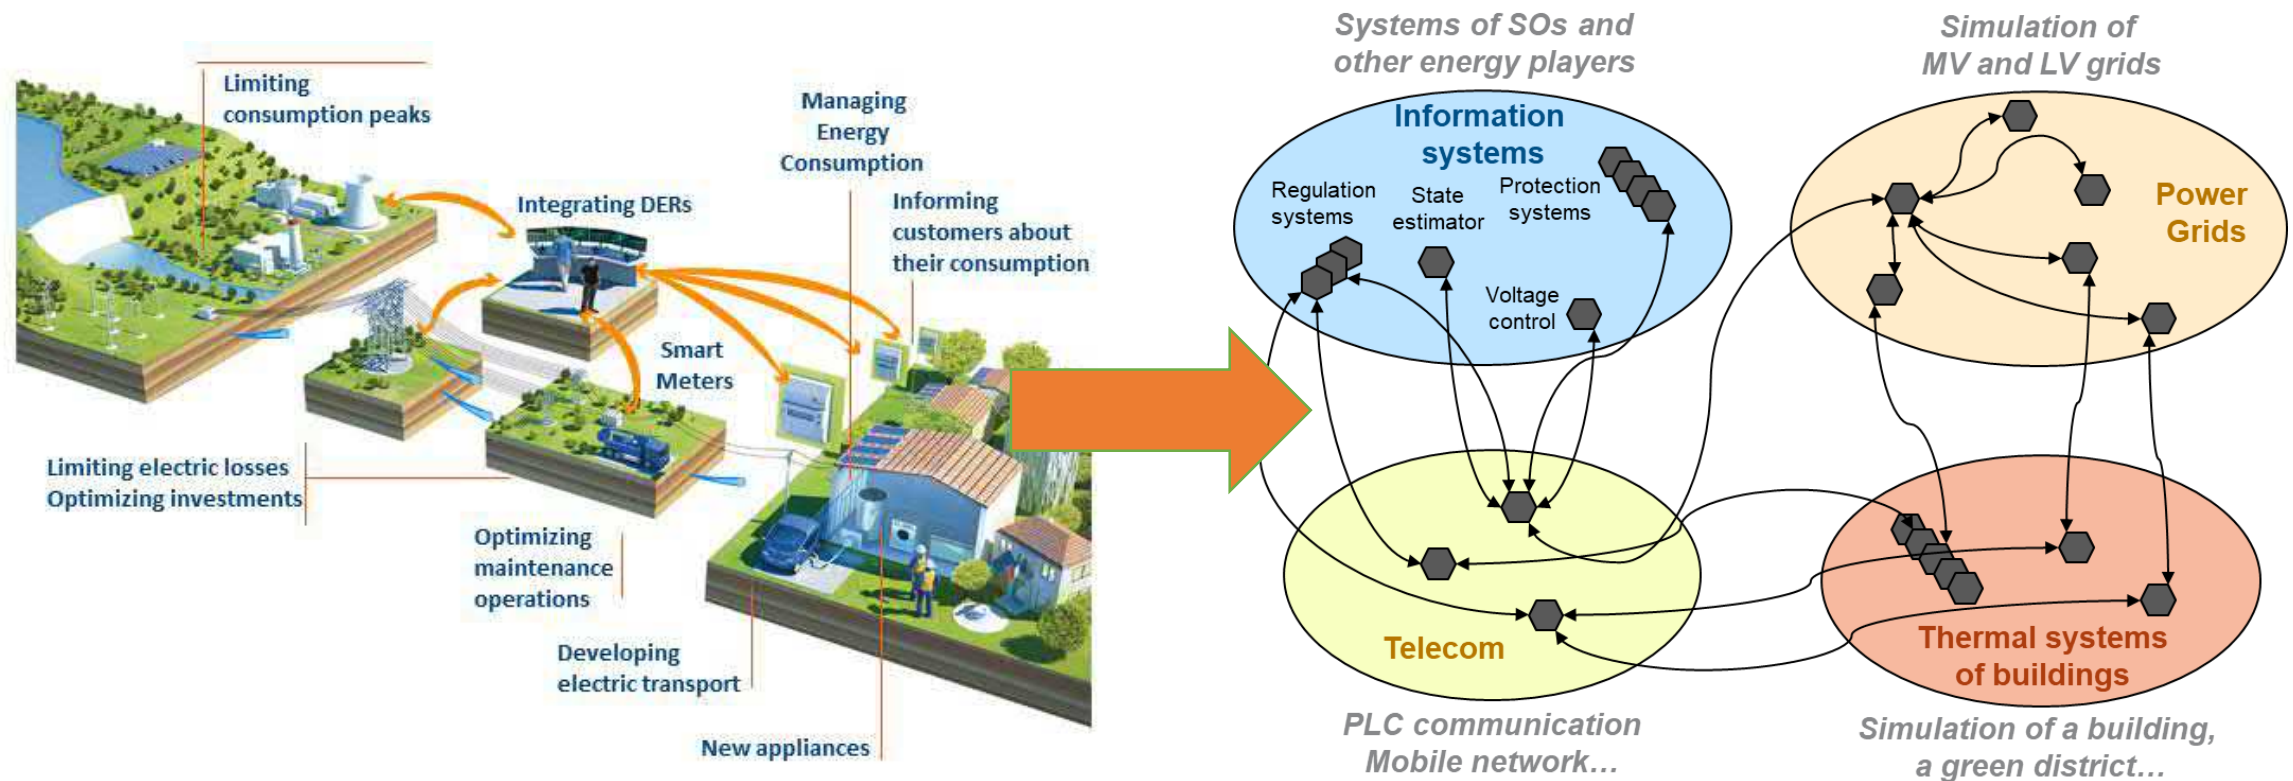 Limiting
consumption peaks
Managing
Energy
Consumption
Integrating DERs
Informing
customers about
their consumption
Smart
Meters
Limiting electric losses
Optimizing investments
Optimizing
maintenance
operations
Developing
electric transport
New appliances
Systems of SOs and
other energy players
Information
systems
Regulation
systems
State
estimator
Protection
systems
Voltage
control
Simulation of
MV and LV grids
Power
Grids
Telecom
PLC communication
Mobile network…
Thermal systems
of buildings
Simulation of a building,
a green district…